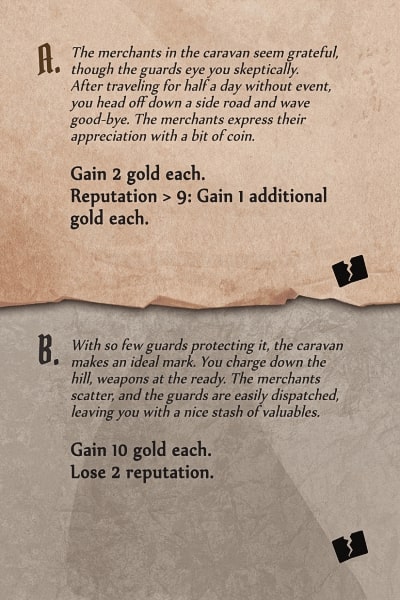 A.
The merchants in the caravan seem grateful,
though the guards eye you skeptically.
After traveling for half a day without event,
you head off down a side road and wave
good-bye. The merchants express their
appreciation with a bit of coin.
Gain 2 gold each.
Reputation > 9: Gain 1 additional
gold each.
B.
With so few guards protecting it, the caravan
makes an ideal mark. You charge down the
hill, weapons at the ready. The merchants
scatter, and the guards are easily dispatched,
leaving you with a nice stash of valuables.
Gain 10 gold each.
Lose 2 reputation.